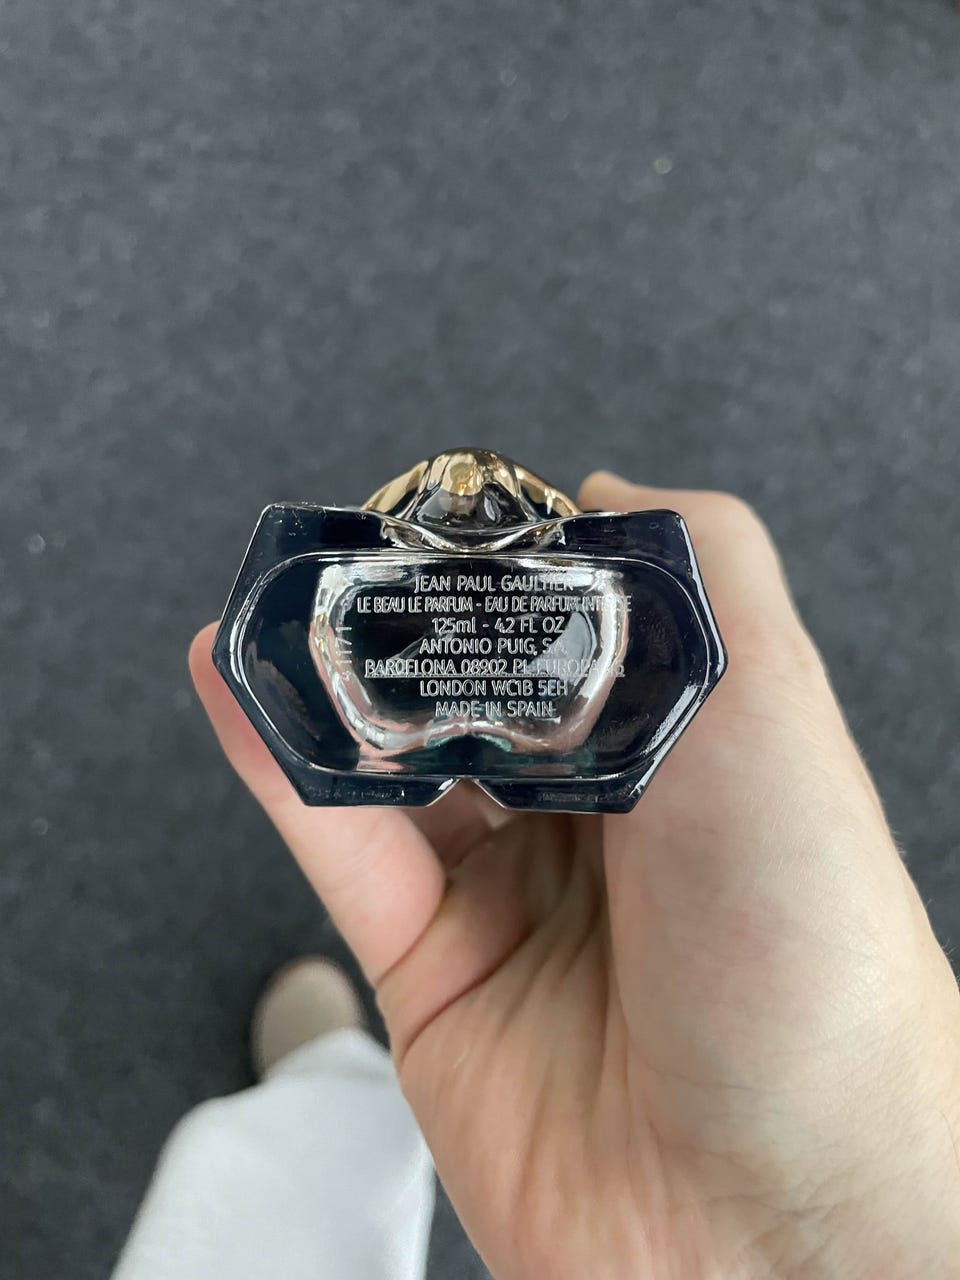 JEAN PAUL GAULTIER
LE BEAU LE PARFUM - EAU DE PARFUM INTENSE
125ml - 4.2 FL OZ
ANTONIO PUIG, S.A.
BARCELONA 08902 PL EUROPA 46
LONDON WC1B 5EH
MADE IN SPAIN